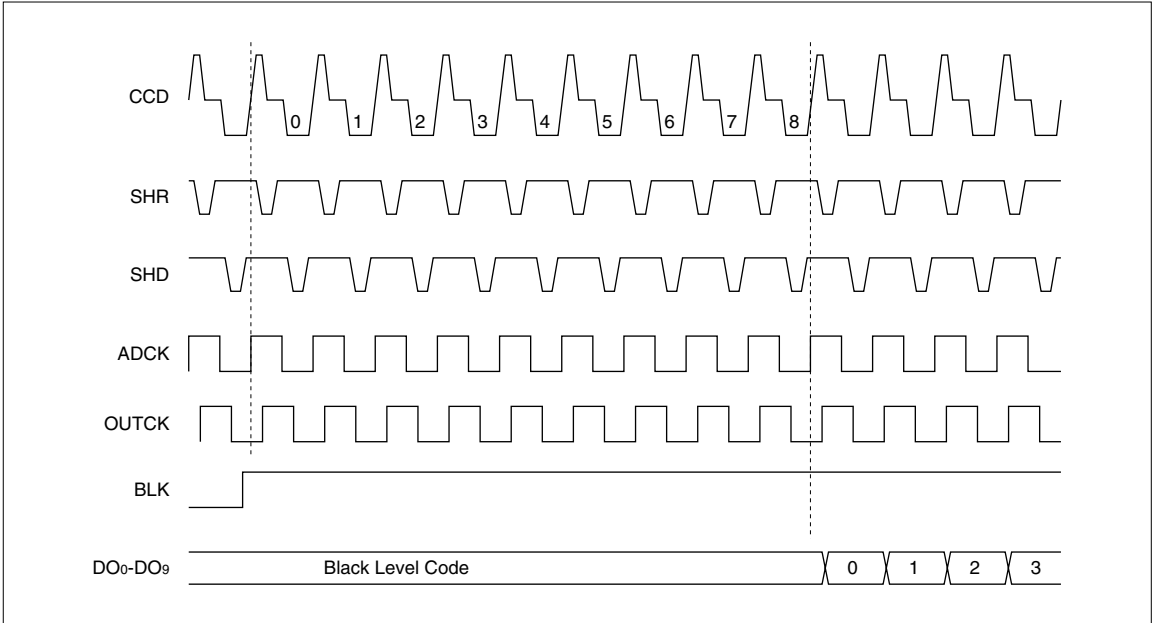 CCD
0 1 2 3 4 5 6 7 8
SHR
SHD
ADCK
OUTCK
BLK
DO0-DO9
Black Level Code
0 1 2 3